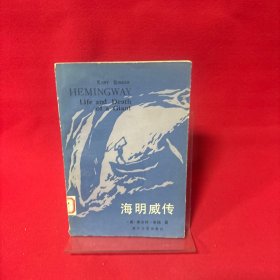 KURT SINGER
HEMINGWAY
Life and Death
of a Giant
海明威传